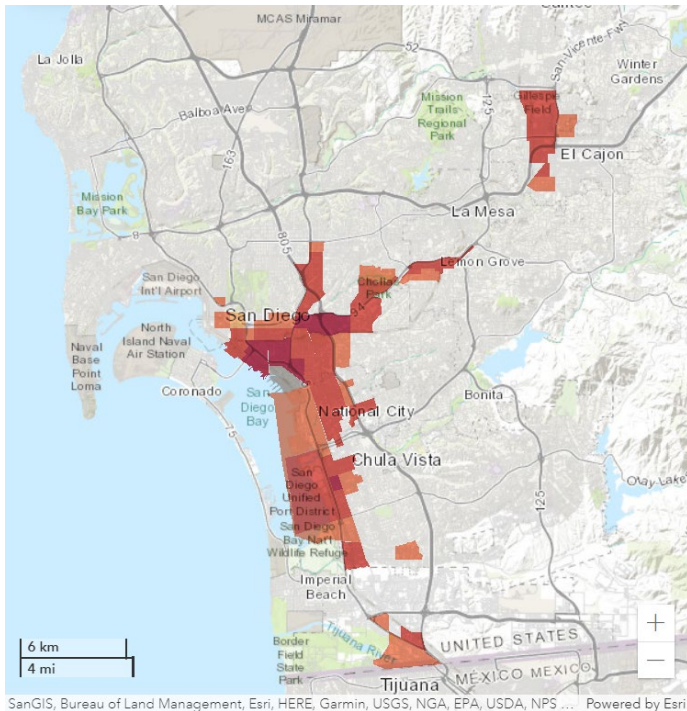 Santee
MCAS Miramar
La Jolla
52
San-Vicente-Fwy
Winter
Gardens
Balboa Ave
Mission
Trails
Regional
Park
125
Gillespie
Field
163
El Cajon
Mission
Bay Park
La Mesa
8
805
Lemon Grove
San Diego
Int'l Airport
Chollas
Park
94
San Diego
North
Island Naval
Air Station
Naval
Base
Point
Loma
Coronado
San
Diego
Bay
75
National City
Bonita
Chula Vista
San
Diego
Unified
Port District
San Diego
Bay Nat'l
Wildlife Refuge
Otay Lake
125
Imperial
Beach
Border
Field
State
Park
Tijuana River
UNITED STATES
MÉXICO MEXICO
Tijuana
6 km
4 mi
+
−
SanGIS, Bureau of Land Management, Esri, HERE, Garmin, USGS, NGA, EPA, USDA, NPS ... Powered by Esri